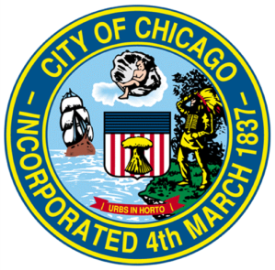 CITY OF CHICAGO
INCORPORATED 4th MARCH 1837
URBS IN HORTO